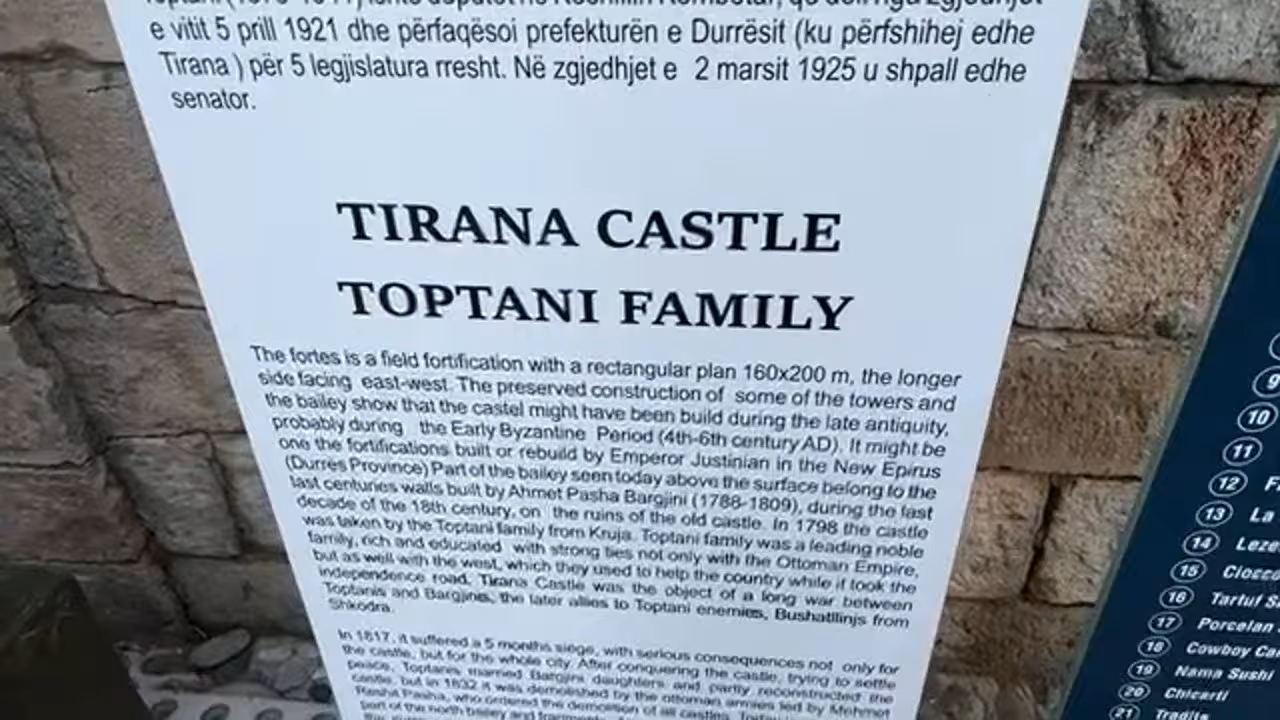 e vitit 5 prill 1921 dhe përfaqësoi prefekturën e Durrësit (ku përfshihej edhe
Tirana ) për 5 legjislatura rresht. Në zgjedhjet e 2 marsit 1925 u shpall edhe
senator.
TIRANA CASTLE
TOPTANI FAMILY
The fortes is a field fortification with a rectangular plan 160x200 m, the longer
side facing east-west. The preserved construction of some of the towers and
the bailey show that the castel might have been build during the late antiquity,
probably during the Early Byzantine Period (4th-6th century AD). It might be
one the fortifications built or rebuild by Emperor Justinian in the New Epirus
(Durres Province) Part of the bailey seen today above the surface belong to the
last centuries walls built by Ahmet Pasha Bargjini (1788-1809), during the last
decade of the 18th century, on the ruins of the old castle. In 1798 the castle
was taken by the Toptani family from Kruja. Toptani family was a leading noble
family, rich and educated with strong ties not only with the Ottoman Empire,
but as well with the west, which they used to help the country while it took the
independence road. Tirana Castle was the object of a long war between
Toptanis and Bargjinis, the later allies to Toptani enemies, Bushatllinjs from
Shkodra.
In 1817, it suffered a 5 months siege, with serious consequences not only for
the castle, but for the whole city. After conquering the castle, trying to settle
peace, Toptanis married Bargjini daughters and partly reconstructed the
castle, but in 1832 it was demolished by the ottoman armies led by Mehmet
Reshit Pasha, who ordered the demolition of all castles.
part of the north bailey and
9
10
11
12
13 La
14 Leze
15
16 Tartuf
17 Porcelan
18 Cowboy
19 Nama Sushi
20 Chicarti
21